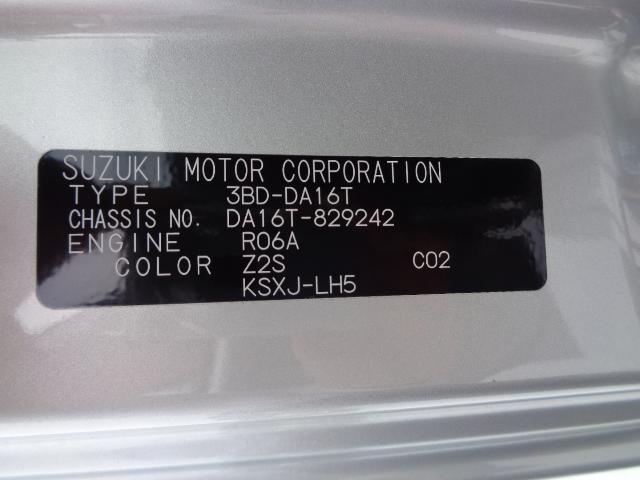 SUZUKI MOTOR CORPORATION
TYPE 3BD-DA16T
CHASSIS NO. DA16T-829242
ENGINE R06A
COLOR Z2S C02
KSXJ-LH5